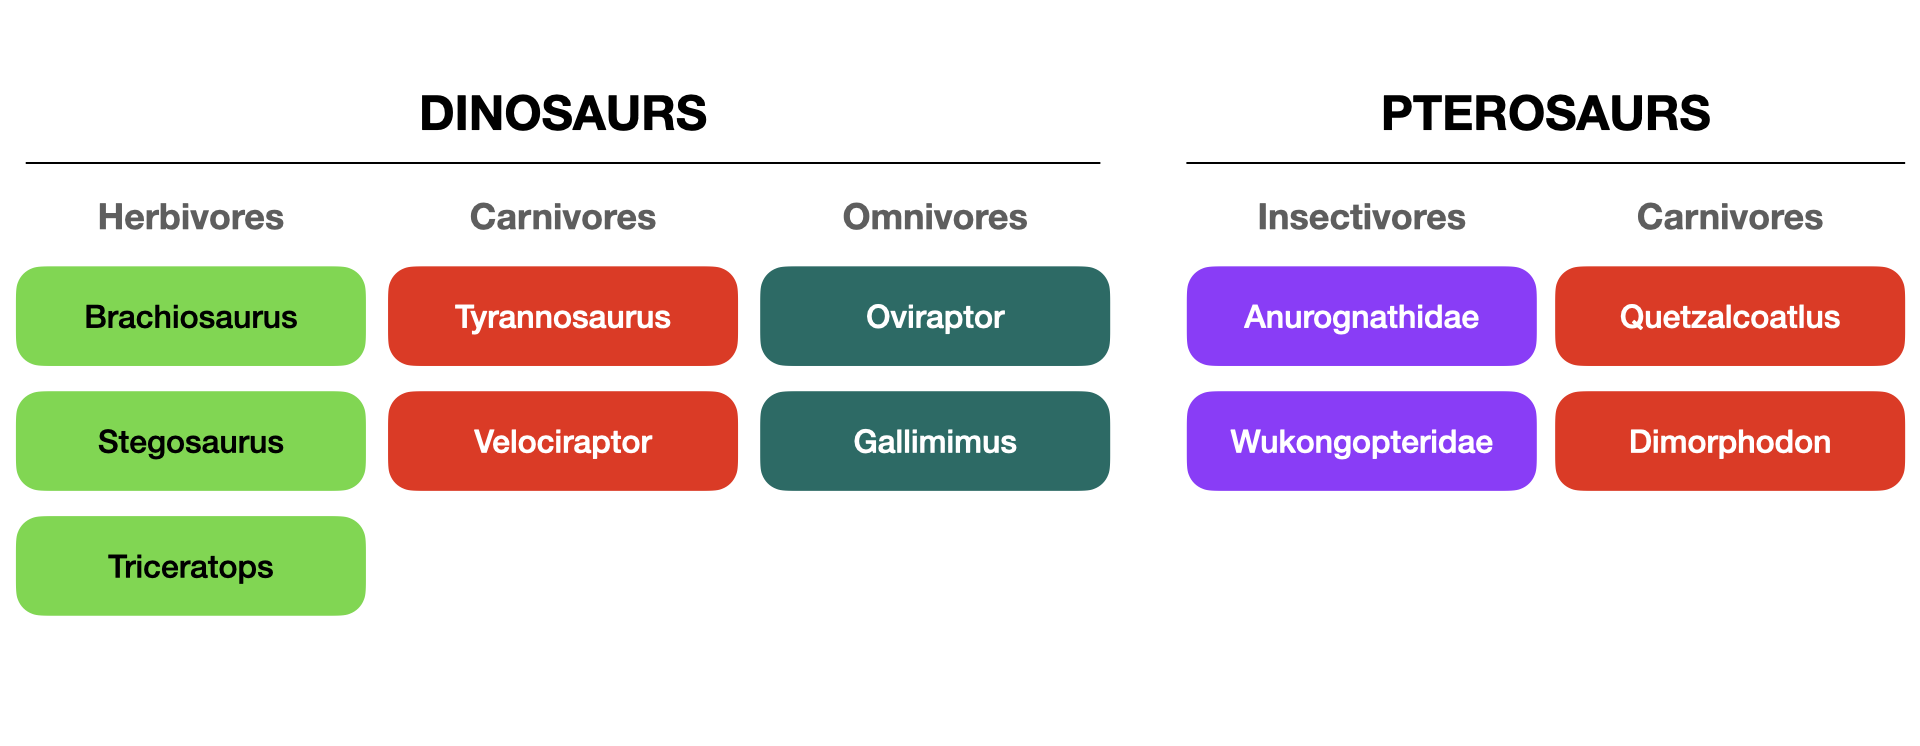 DINOSAURS
Herbivores
Carnivores
Omnivores
Brachiosaurus
Tyrannosaurus
Oviraptor
Stegosaurus
Velociraptor
Gallimimus
Triceratops
PTEROSAURS
Insectivores
Carnivores
Anurognathidae
Quetzalcoatlus
Wukongopteridae
Dimorphodon